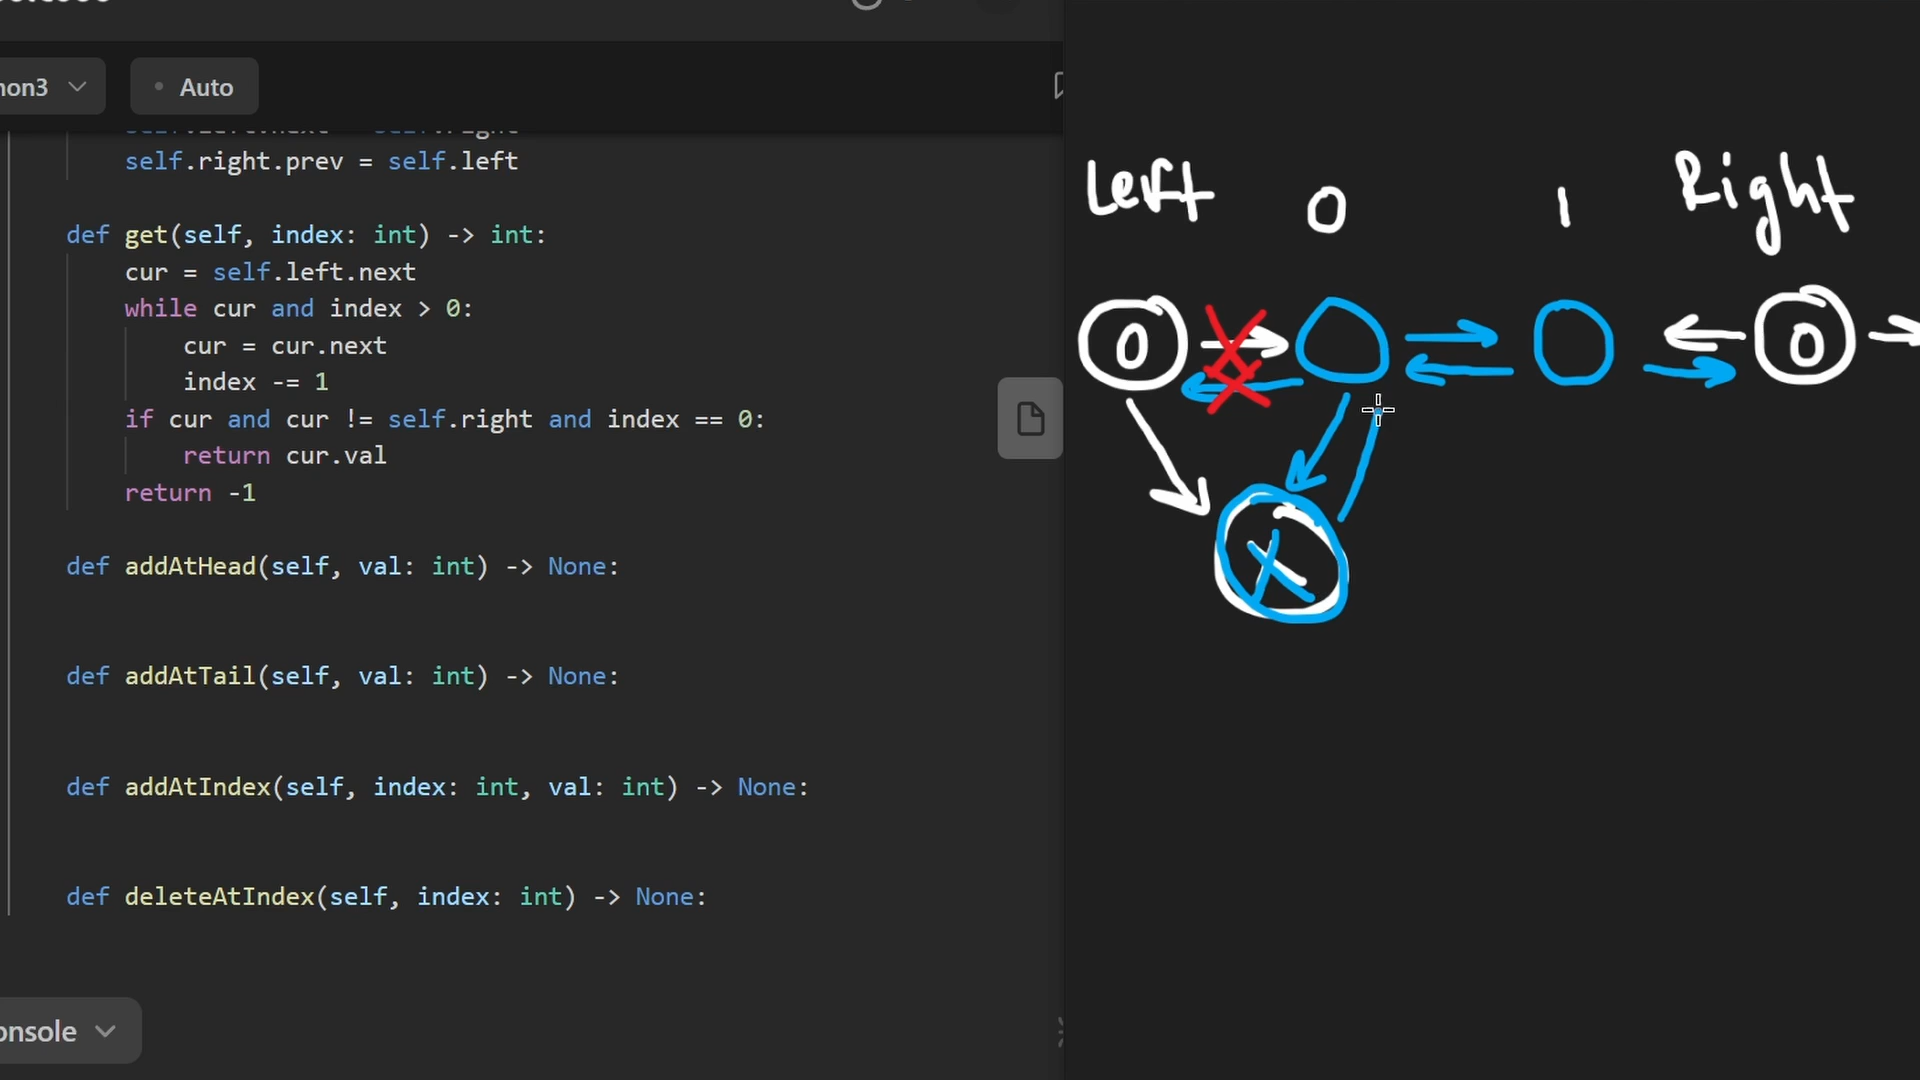 Auto
self.right.prev = self.left
def get(self, index: int) -> int:
cur = self.left.next
while cur and index > 0:
cur = cur.next
index -= 1
if cur and cur != self.right and index == 0:
return cur.val
return -1
def addAtHead(self, val: int) -> None:
def addAtTail(self, val: int) -> None:
def addAtIndex(self, index: int, val: int) -> None:
def deleteAtIndex(self, index: int) -> None:
Left 0 1 Right
0 0
X